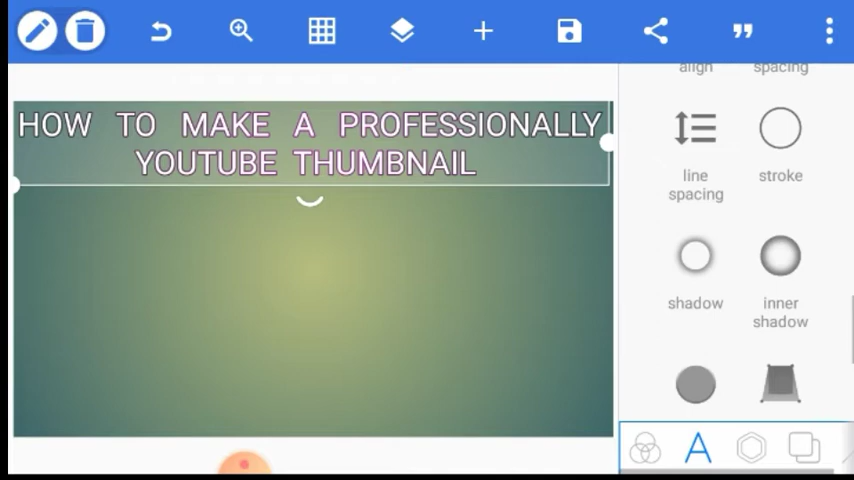 HOW TO MAKE A PROFESSIONALLY
YOUTUBE THUMBNAIL
align
spacing
line
spacing
stroke
shadow
inner
shadow